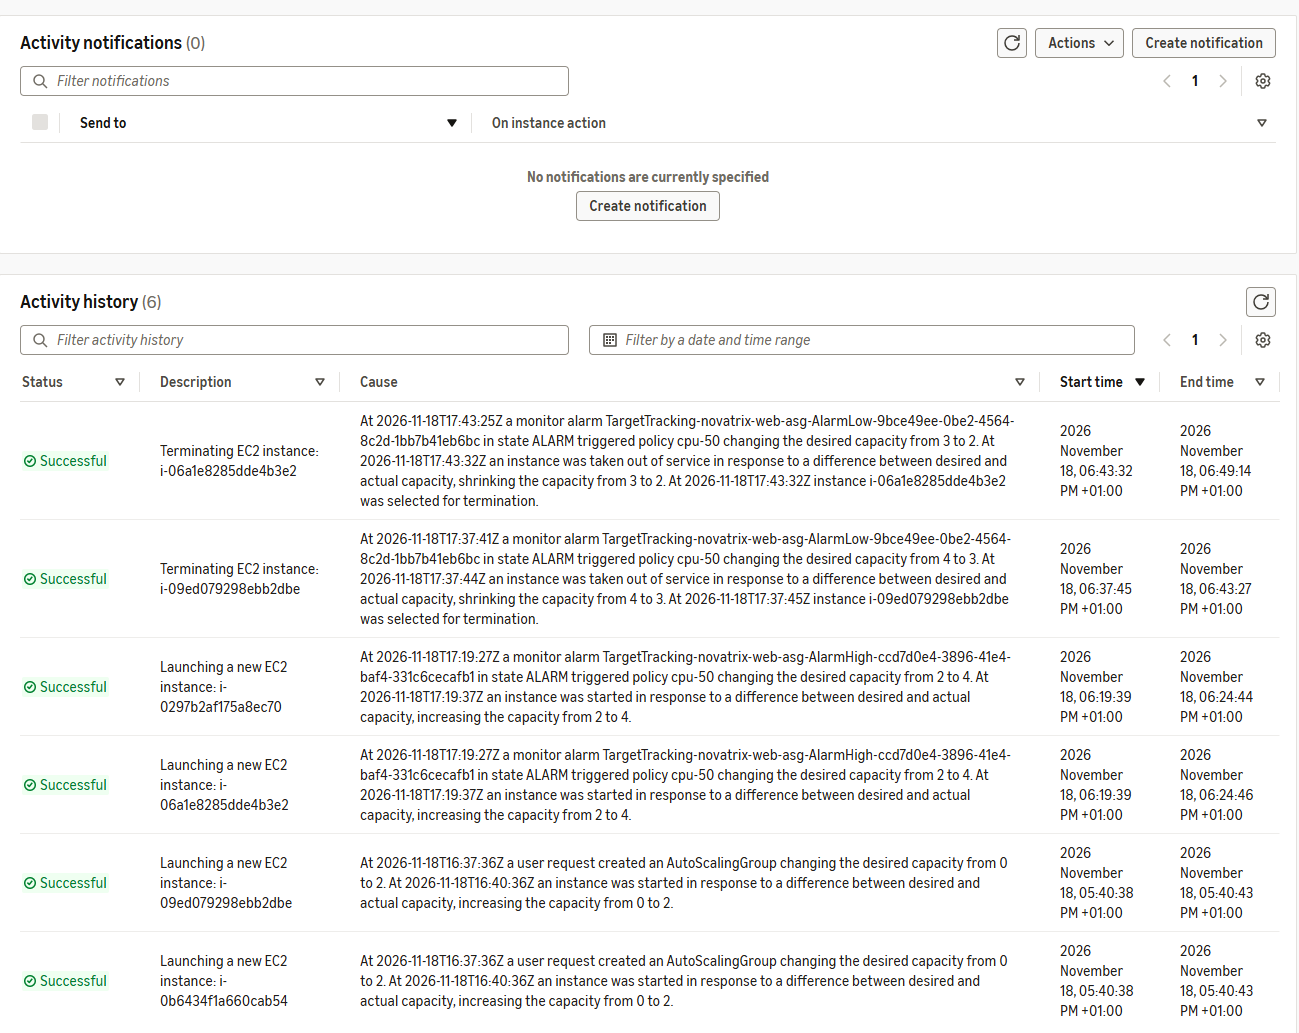 Activity notifications (0)
Actions
Create notification
Filter notifications
1
Send to
On instance action
No notifications are currently specified
Create notification
Activity history (6)
Filter activity history
Filter by a date and time range
1
Status
Description
Cause
Start time
End time
Successful
Terminating EC2 instance:
i-06a1e8285dde4b3e2
At 2026-11-18T17:43:25Z a monitor alarm TargetTracking-novatrix-web-asg-AlarmLow-9bce49ee-0be2-4564-
8c2d-1bb7b41eb6bc in state ALARM triggered policy cpu-50 changing the desired capacity from 3 to 2. At
2026-11-18T17:43:32Z an instance was taken out of service in response to a difference between desired and
actual capacity, shrinking the capacity from 3 to 2. At 2026-11-18T17:43:32Z instance i-06a1e8285dde4b3e2
was selected for termination.
2026
November
18, 06:43:32
PM +01:00
2026
November
18, 06:49:14
PM +01:00
Successful
Terminating EC2 instance:
i-09ed079298ebb2dbe
At 2026-11-18T17:37:41Z a monitor alarm TargetTracking-novatrix-web-asg-AlarmLow-9bce49ee-0be2-4564-
8c2d-1bb7b41eb6bc in state ALARM triggered policy cpu-50 changing the desired capacity from 4 to 3. At
2026-11-18T17:37:44Z an instance was taken out of service in response to a difference between desired and
actual capacity, shrinking the capacity from 4 to 3. At 2026-11-18T17:37:45Z instance i-09ed079298ebb2dbe
was selected for termination.
2026
November
18, 06:37:45
PM +01:00
2026
November
18, 06:43:27
PM +01:00
Successful
Launching a new EC2
instance: i-
0297b2af175a8ec70
At 2026-11-18T17:19:27Z a monitor alarm TargetTracking-novatrix-web-asg-AlarmHigh-ccd7d0e4-3896-41e4-
baf4-331c6cecafb1 in state ALARM triggered policy cpu-50 changing the desired capacity from 2 to 4. At
2026-11-18T17:19:37Z an instance was started in response to a difference between desired and actual
capacity, increasing the capacity from 2 to 4.
2026
November
18, 06:19:39
PM +01:00
2026
November
18, 06:24:44
PM +01:00
Successful
Launching a new EC2
instance: i-
06a1e8285dde4b3e2
At 2026-11-18T17:19:27Z a monitor alarm TargetTracking-novatrix-web-asg-AlarmHigh-ccd7d0e4-3896-41e4-
baf4-331c6cecafb1 in state ALARM triggered policy cpu-50 changing the desired capacity from 2 to 4. At
2026-11-18T17:19:37Z an instance was started in response to a difference between desired and actual
capacity, increasing the capacity from 2 to 4.
2026
November
18, 06:19:39
PM +01:00
2026
November
18, 06:24:46
PM +01:00
Successful
Launching a new EC2
instance: i-
09ed079298ebb2dbe
At 2026-11-18T16:37:36Z a user request created an AutoScalingGroup changing the desired capacity from 0
to 2. At 2026-11-18T16:40:36Z an instance was started in response to a difference between desired and
actual capacity, increasing the capacity from 0 to 2.
2026
November
18, 05:40:38
PM +01:00
2026
November
18, 05:40:43
PM +01:00
Successful
Launching a new EC2
instance: i-
0b6434f1a660cab54
At 2026-11-18T16:37:36Z a user request created an AutoScalingGroup changing the desired capacity from 0
to 2. At 2026-11-18T16:40:36Z an instance was started in response to a difference between desired and
actual capacity, increasing the capacity from 0 to 2.
2026
November
18, 05:40:38
PM +01:00
2026
November
18, 05:40:43
PM +01:00